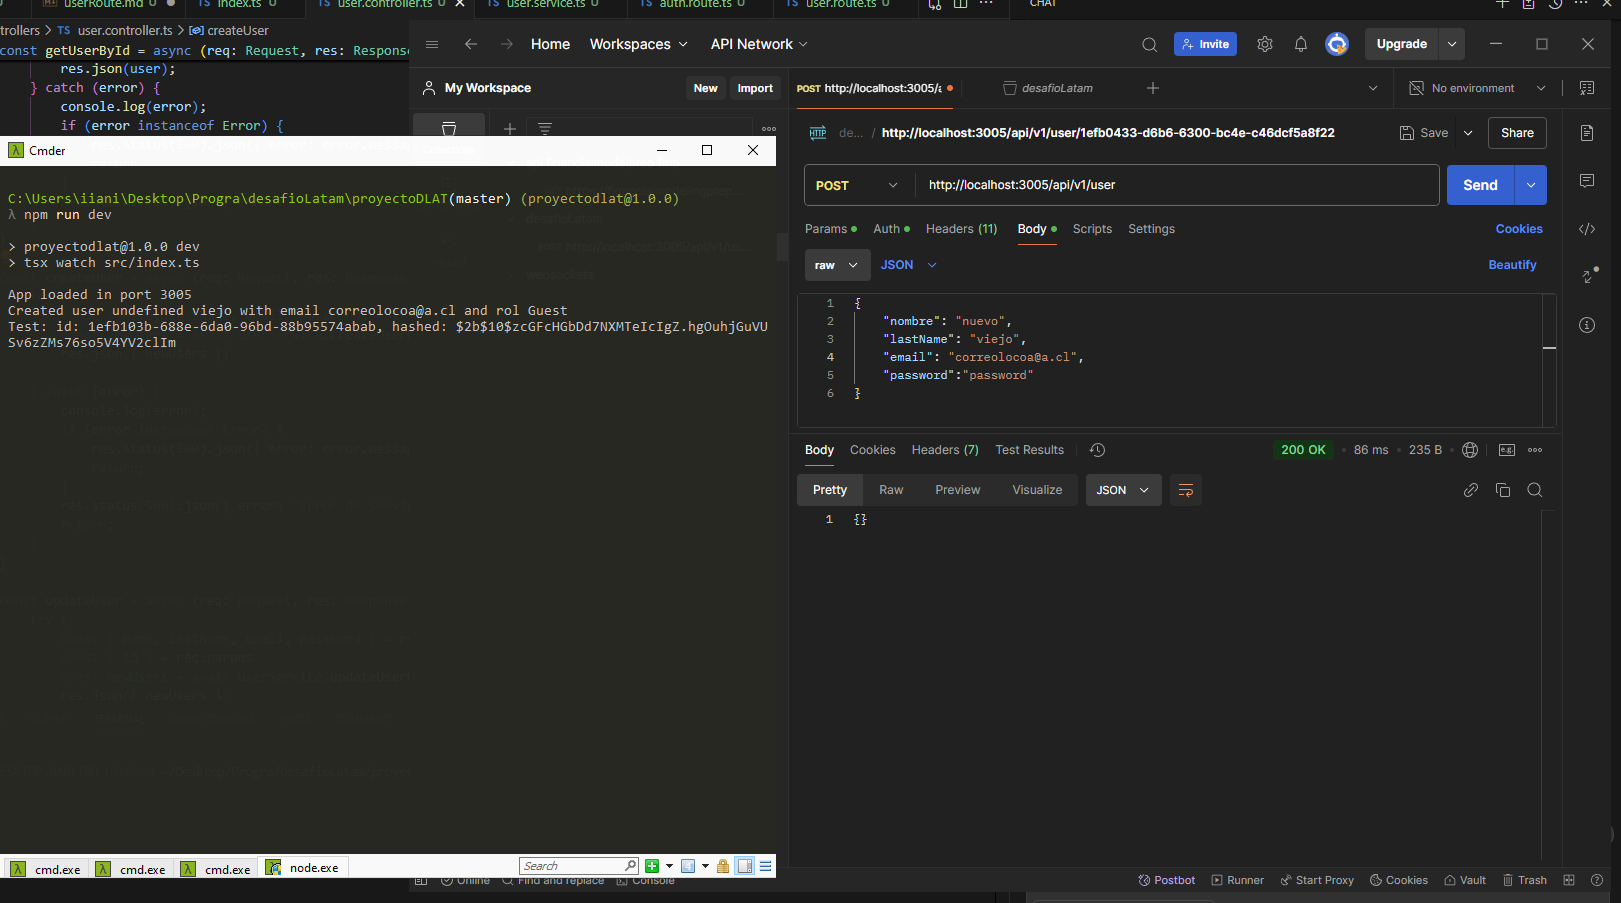 userRoute.md U
TS index.ts U
TS user.controller.ts U
TS user.service.ts U
TS auth.route.ts U
TS user.route.ts U
CHAT
trollers > TS user.controller.ts > createUser
const getUserById = async (req: Request, res: Respons
res.json(user);
} catch (error) {
console.log(error);
if (error instanceof Error) {
Home
Workspaces
API Network
Invite
Upgrade
My Workspace
New
Import
POST http://localhost:3005/a
desafioLatam
No environment
HTTP de... / http://localhost:3005/api/v1/user/1efb0433-d6b6-6300-bc4e-c46dcf5a8f22
Save
Share
POST
http://localhost:3005/api/v1/user
Send
Params
Auth
Headers (11)
Body
Scripts
Settings
Cookies
raw
JSON
Beautify
1 {
2 "nombre": "nuevo",
3 "lastName": "viejo",
4 "email": "correolocoa@a.cl",
5 "password":"password"
6 }
Body
Cookies
Headers (7)
Test Results
200 OK
86 ms
235 B
e.g.
Pretty
Raw
Preview
Visualize
JSON
1 {}
Cmder
C:\Users\iiani\Desktop\Progra\desafioLatam\proyectoDLAT(master) (proyectodlat@1.0.0)
λ npm run dev
> proyectodlat@1.0.0 dev
> tsx watch src/index.ts
App loaded in port 3005
Created user undefined viejo with email correolocoa@a.cl and rol Guest
Test: id: 1efb103b-688e-6da0-96bd-88b95574abab, hashed: $2b$10$zcGFcHGbDd7NXMTeIcIgZ.hgOuhjGuVU
Sv6zZMs76so5V4YV2clIm
cmd.exe
cmd.exe
cmd.exe
node.exe
Search
Online
Find and replace
Console
Postbot
Runner
Start Proxy
Cookies
Vault
Trash